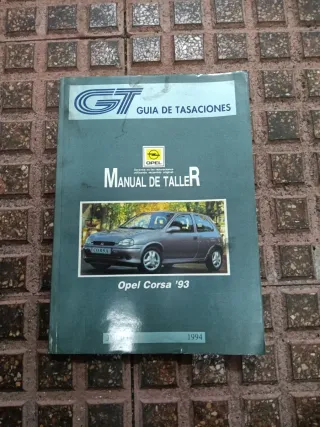 GT GUIA DE TASACIONES
OPEL
MANUAL DE TALLER
Opel Corsa '93
1994